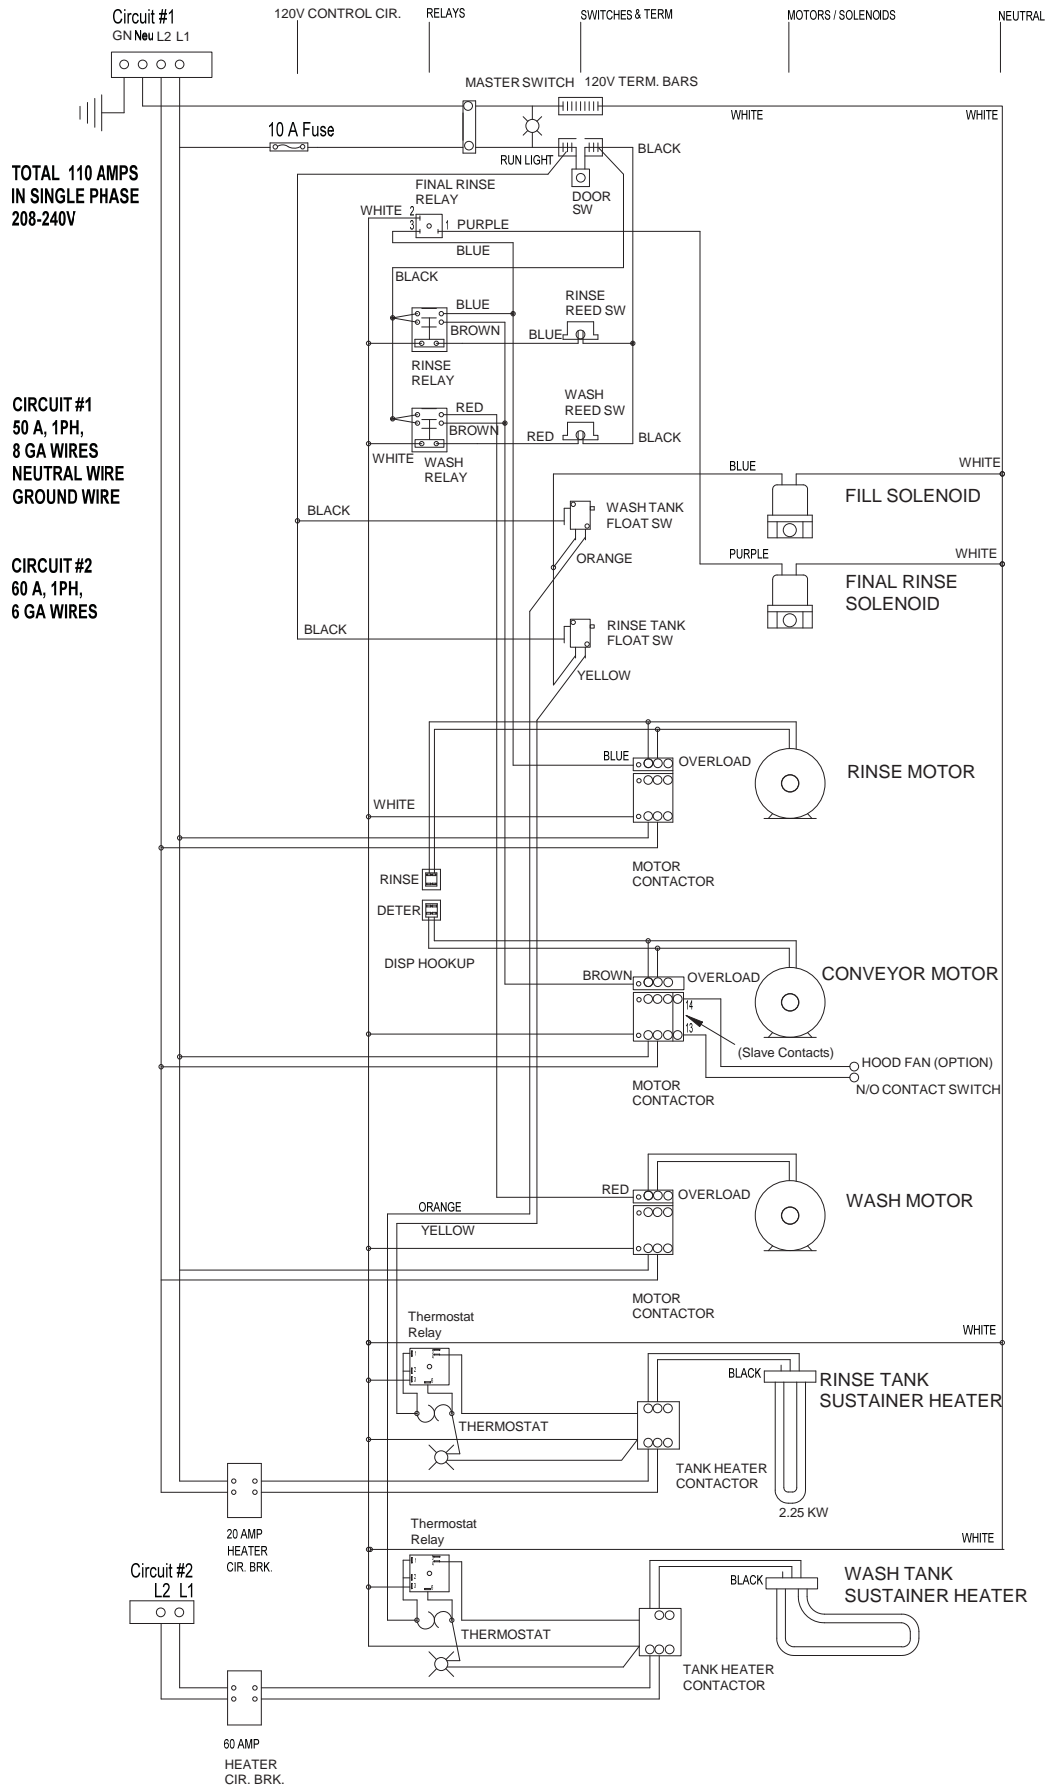 Circuit #1
120V CONTROL CIR.
RELAYS
SWITCHES & TERM
MOTORS / SOLENOIDS
NEUTRAL
GN Neu L2 L1
MASTER SWITCH
120V TERM. BARS
WHITE
WHITE
10 A Fuse
RUN LIGHT
BLACK
TOTAL 110 AMPS
IN SINGLE PHASE
208-240V
DOOR
SW
FINAL RINSE
RELAY
WHITE
2
3
1
PURPLE
BLUE
BLACK
BLUE
BROWN
RINSE
REED SW
BLUE
RINSE
RELAY
CIRCUIT #1
50 A, 1PH,
8 GA WIRES
NEUTRAL WIRE
GROUND WIRE
WASH
REED SW
RED
BROWN
RED
BLACK
WHITE
WASH
RELAY
BLUE
WHITE
FILL SOLENOID
BLACK
WASH TANK
FLOAT SW
ORANGE
CIRCUIT #2
60 A, 1PH,
6 GA WIRES
PURPLE
WHITE
FINAL RINSE
SOLENOID
BLACK
RINSE TANK
FLOAT SW
YELLOW
BLUE
OVERLOAD
RINSE MOTOR
WHITE
MOTOR
CONTACTOR
RINSE
DETER
DISP HOOKUP
BROWN
OVERLOAD
CONVEYOR MOTOR
14
13
(Slave Contacts)
HOOD FAN (OPTION)
N/O CONTACT SWITCH
MOTOR
CONTACTOR
RED
OVERLOAD
WASH MOTOR
ORANGE
YELLOW
MOTOR
CONTACTOR
Thermostat
Relay
WHITE
BLACK
RINSE TANK
SUSTAINER HEATER
THERMOSTAT
TANK HEATER
CONTACTOR
2.25 KW
20 AMP
HEATER
CIR. BRK.
Thermostat
Relay
WHITE
Circuit #2
L2 L1
BLACK
WASH TANK
SUSTAINER HEATER
THERMOSTAT
TANK HEATER
CONTACTOR
60 AMP
HEATER
CIR. BRK.